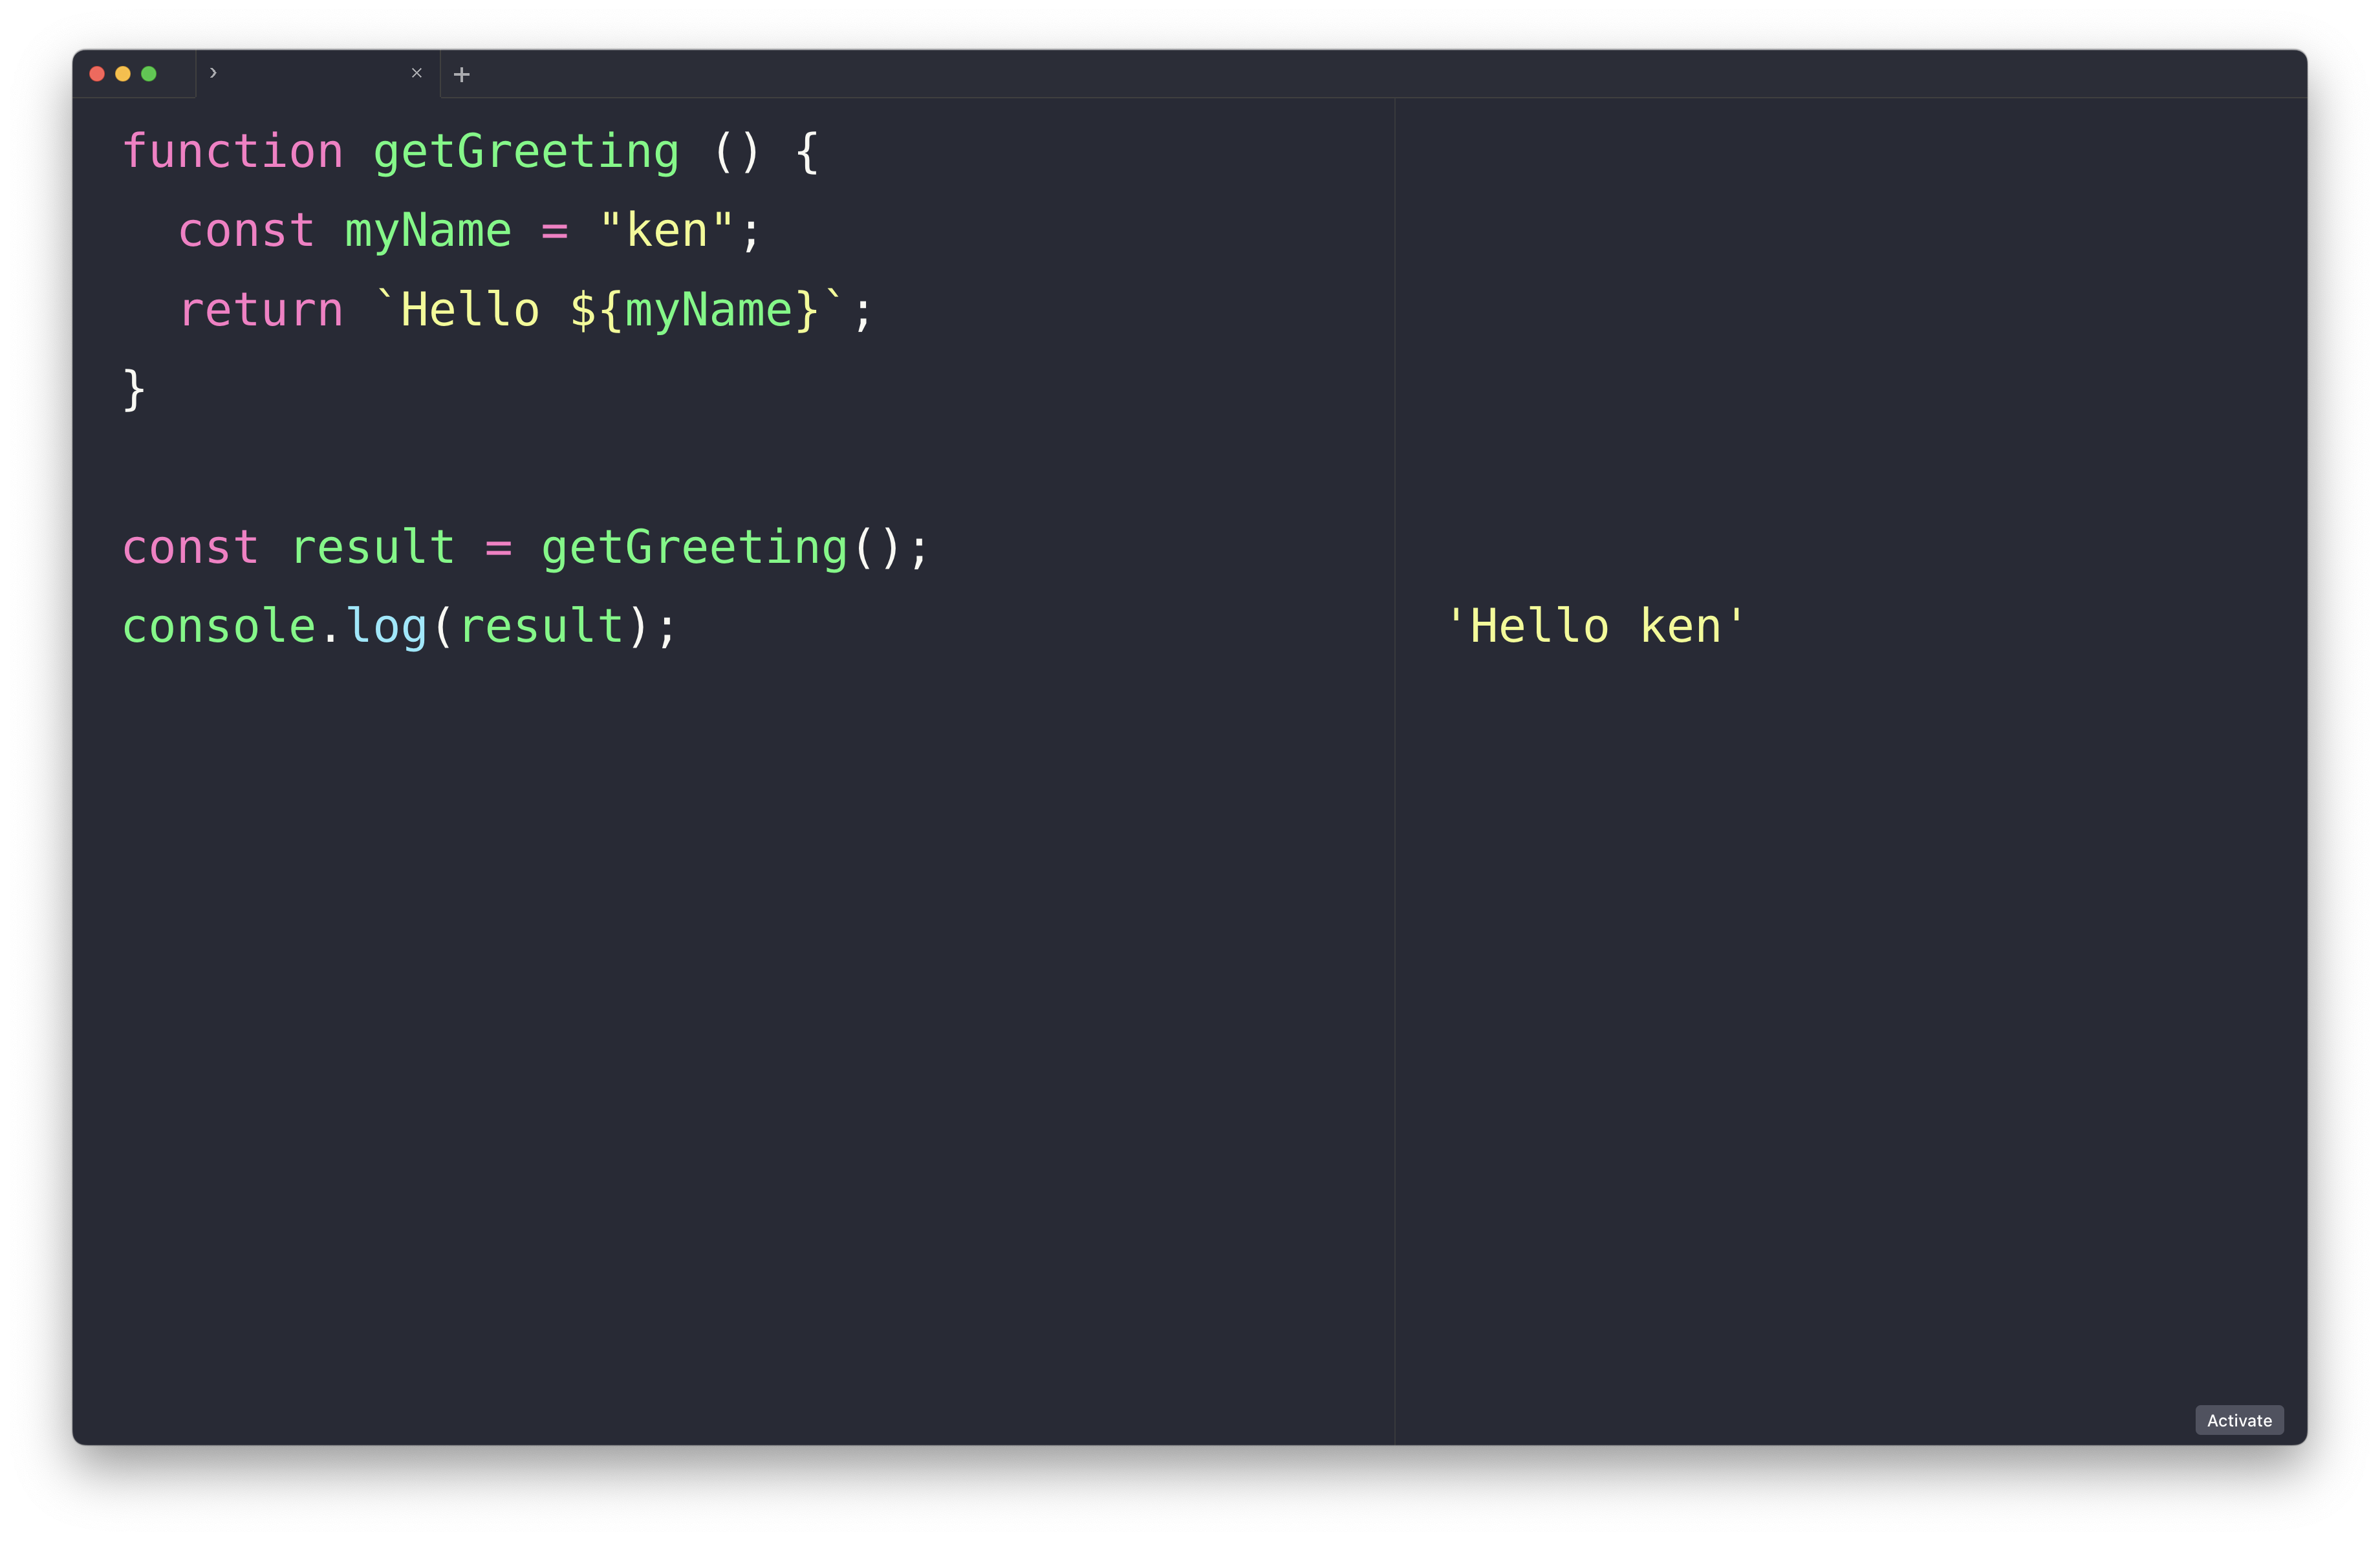 function getGreeting () {
  const myName = "ken";
  return `Hello ${myName}`;
}

const result = getGreeting();
console.log(result);
'Hello ken'
Activate